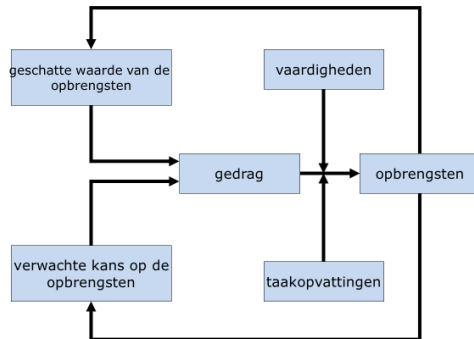 geschatte waarde van de
opbrengsten
vaardigheden
gedrag
opbrengsten
verwachte kans op de
opbrengsten
taakopvattingen